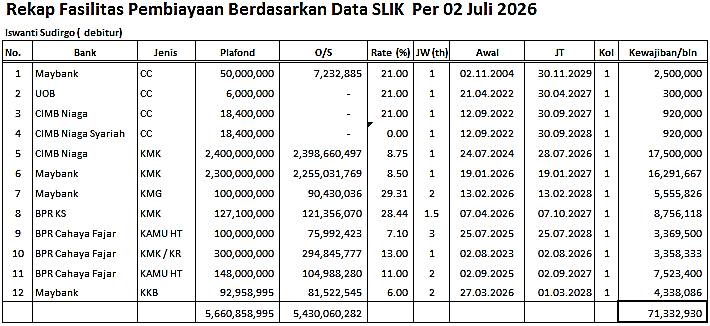 Rekap Fasilitas Pembiayaan Berdasarkan Data SLIK Per 02 Juli 2026
Iswanti Sudirgo ( debitur)
No. Bank Jenis Plafond O/S Rate (%) JW (th) Awal JT Kol Kewajiban/bln
1 Maybank CC 50,000,000 7,232,885 21.00 1 02.11.2004 30.11.2029 1 2,500,000
2 UOB CC 6,000,000 - 21.00 1 21.04.2022 30.04.2027 1 300,000
3 CIMB Niaga CC 18,400,000 - 21.00 1 12.09.2022 30.09.2027 1 920,000
4 CIMB Niaga Syariah CC 18,400,000 - 0.00 1 12.09.2022 30.09.2028 1 920,000
5 CIMB Niaga KMK 2,400,000,000 2,398,660,497 8.75 1 24.07.2024 28.07.2026 1 17,500,000
6 Maybank KMK 2,300,000,000 2,255,031,769 8.50 1 19.01.2026 19.01.2027 1 16,291,667
7 Maybank KMG 100,000,000 90,430,036 29.31 2 13.02.2026 13.02.2028 1 5,555,826
8 BPR KS KMK 127,100,000 121,356,070 28.44 1.5 07.04.2026 07.10.2027 1 8,756,118
9 BPR Cahaya Fajar KAMU HT 100,000,000 75,992,423 7.10 3 25.07.2025 25.07.2028 1 3,369,500
10 BPR Cahaya Fajar KMK / KR 300,000,000 294,845,777 13.00 1 02.08.2023 02.08.2026 1 3,358,333
11 BPR Cahaya Fajar KAMU HT 148,000,000 104,988,280 11.00 2 02.09.2025 02.09.2027 1 7,523,400
12 Maybank KKB 92,958,995 81,522,545 6.00 2 27.03.2026 01.03.2028 1 4,338,086
5,660,858,995 5,430,060,282 71,332,930